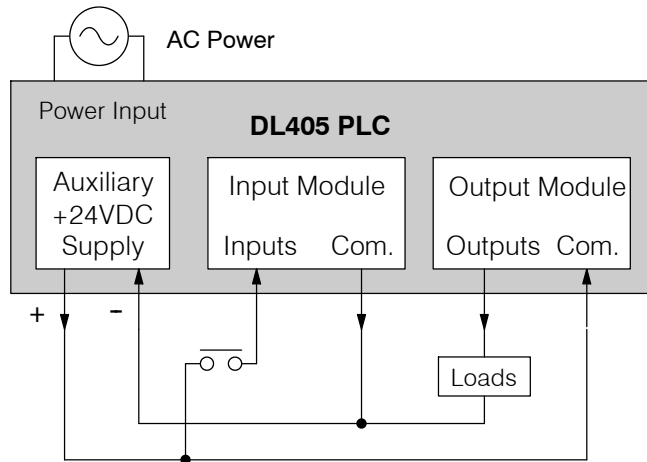 AC Power
Power Input
DL405 PLC
Auxiliary
+24VDC
Supply
Input Module
Inputs Com.
Output Module
Outputs Com.
+ -
Loads